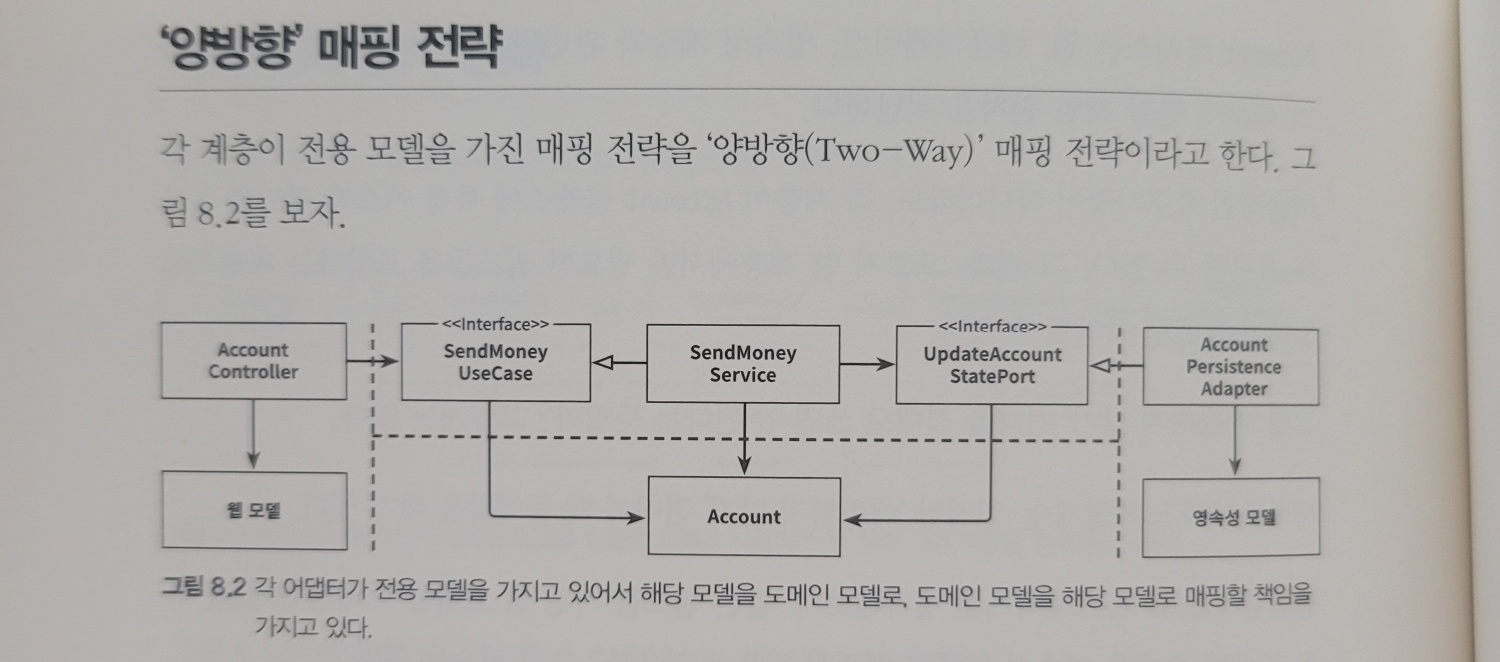 ‘양방향’ 매핑 전략
각 계층이 전용 모델을 가진 매핑 전략을 ‘양방향(Two-Way)’ 매핑 전략이라고 한다. 그
림 8.2를 보자.
Account
Controller
<<Interface>>
SendMoney
UseCase
SendMoney
Service
<<Interface>>
UpdateAccount
StatePort
Account
Persistence
Adapter
웹 모델
Account
영속성 모델
그림 8.2 각 어댑터가 전용 모델을 가지고 있어서 해당 모델을 도메인 모델로, 도메인 모델을 해당 모델로 매핑할 책임을
가지고 있다.